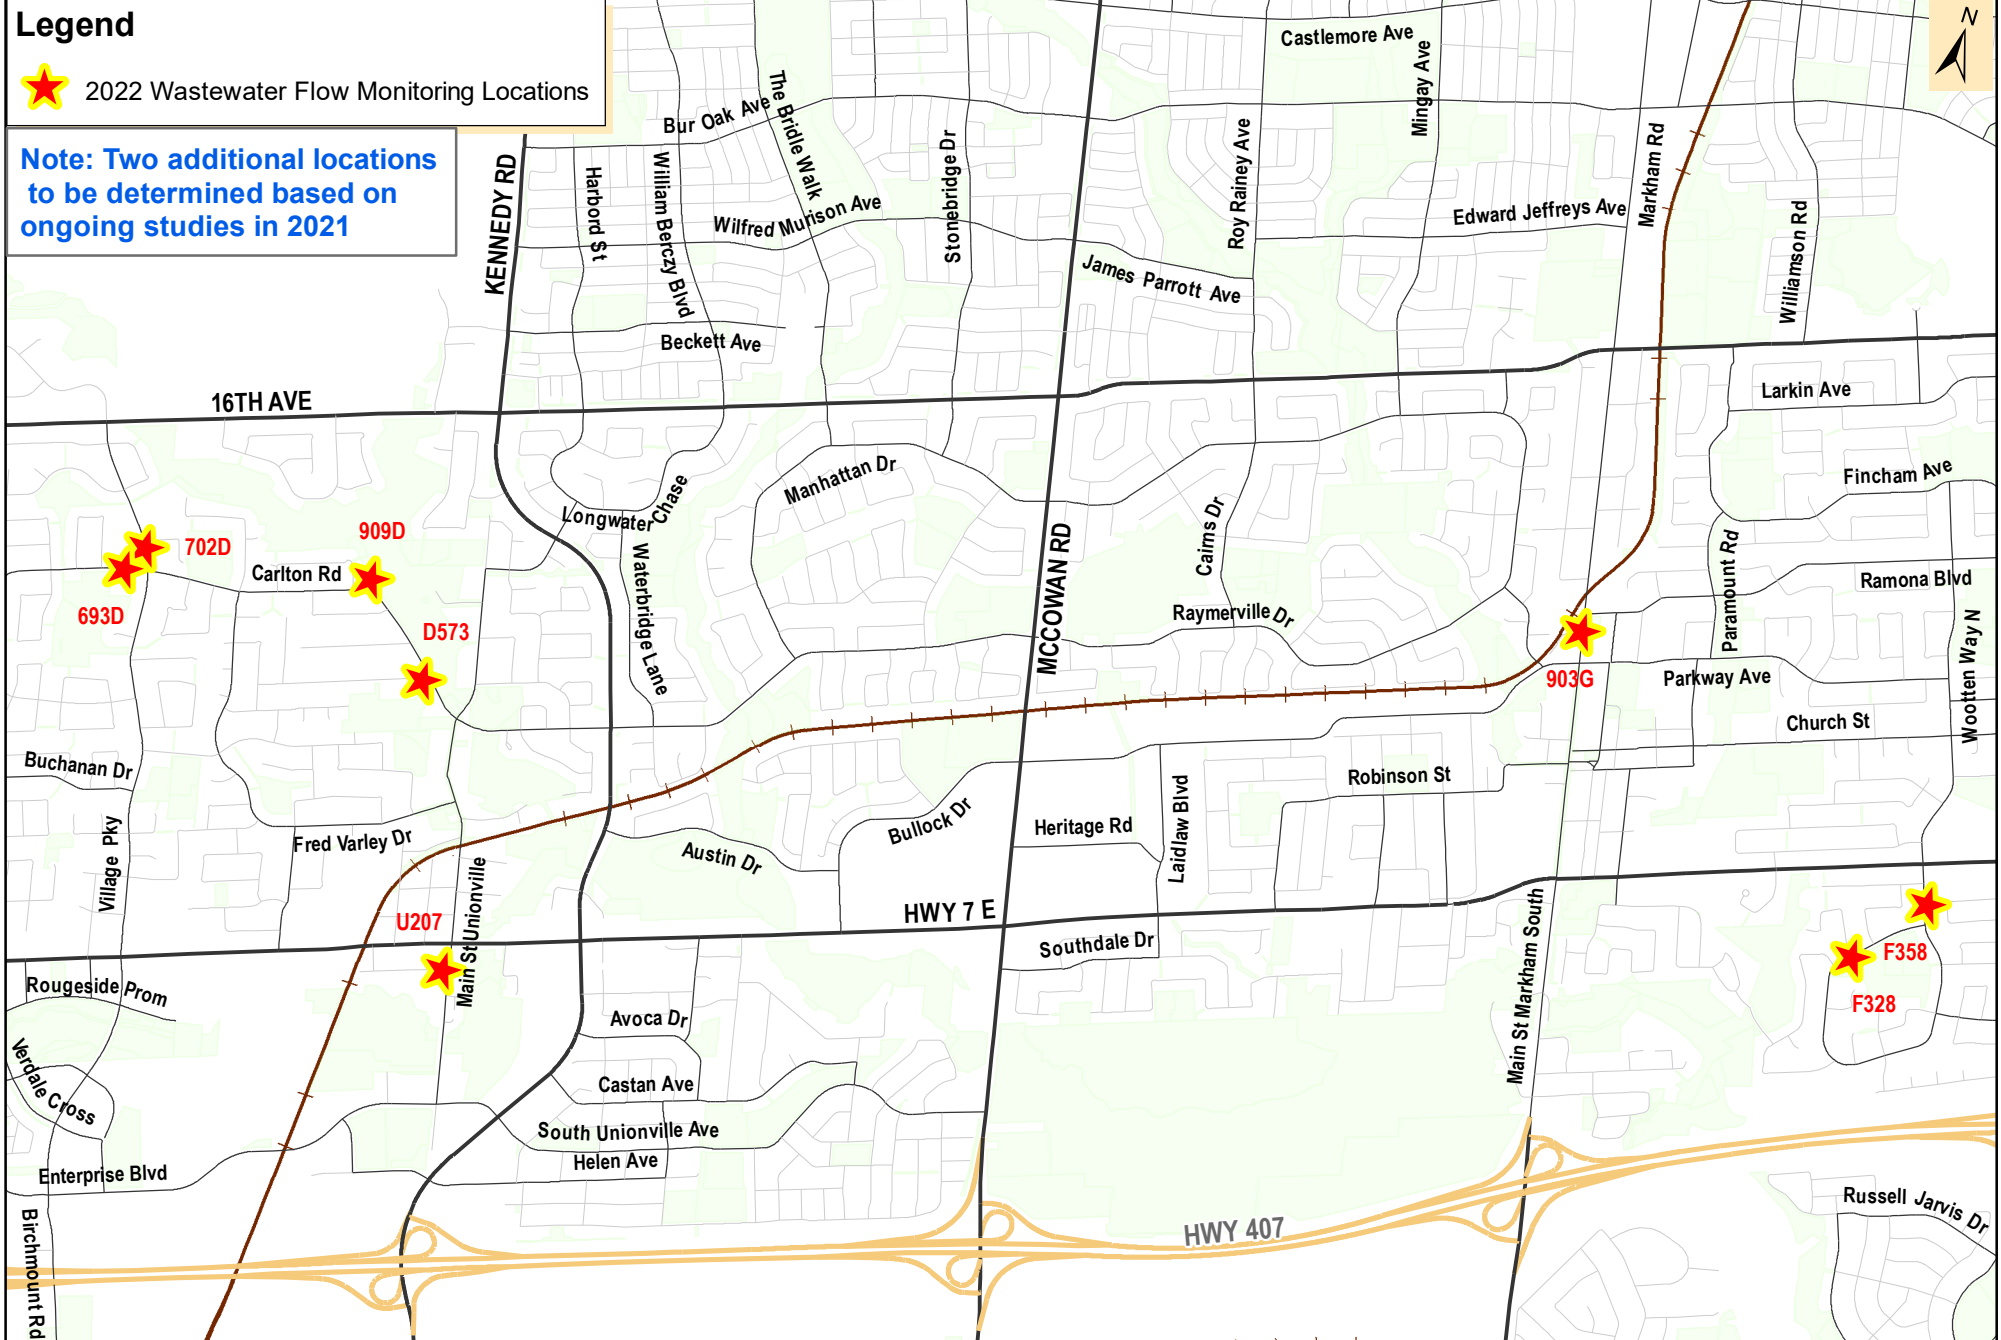 Legend
2022 Wastewater Flow Monitoring Locations
Note: Two additional locations
to be determined based on
ongoing studies in 2021
N
Castlemore Ave
Mingay Ave
Bur Oak Ave
The Bridle Walk
KENNEDY RD
Harbord St
William Berczy Blvd
Wilfred Murison Ave
Stonebridge Dr
Roy Rainey Ave
Edward Jeffreys Ave
Markham Rd
Williamson Rd
James Parrott Ave
Beckett Ave
16TH AVE
Larkin Ave
Manhattan Dr
Fincham Ave
Longwater Chase
Waterbridge Lane
MCCOWAN RD
Cairns Dr
Paramount Rd
Ramona Blvd
702D
909D
Carlton Rd
693D
D573
Raymerville Dr
903G
Parkway Ave
Wootten Way N
Church St
Buchanan Dr
Robinson St
Village Pky
Fred Varley Dr
Bullock Dr
Heritage Rd
Laidlaw Blvd
Austin Dr
U207
Main St Unionville
HWY 7 E
Southdale Dr
Main St Markham South
F358
F328
Rougeside Prom
Avoca Dr
Verdale Cross
Castan Ave
South Unionville Ave
Helen Ave
Enterprise Blvd
Birchmount Rd
HWY 407
Russell Jarvis Dr